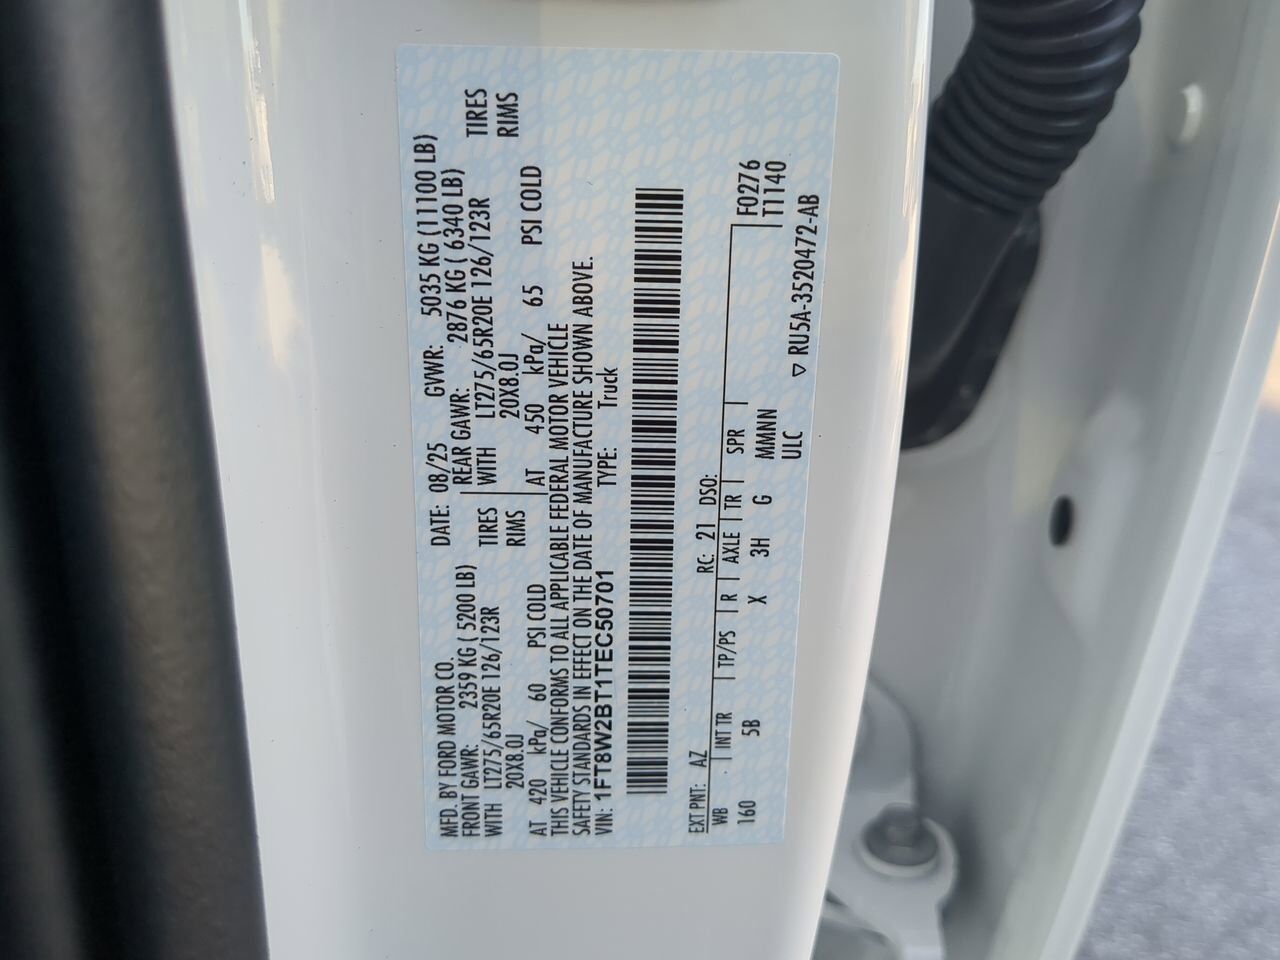 MFD. BY FORD MOTOR CO.
DATE: 08/25 GVWR: 5035 KG (11100 LB)
FRONT GAWR: 2359 KG ( 5200 LB) REAR GAWR: 2876 KG ( 6340 LB)
WITH LT275/65R20E 126/123R TIRES WITH LT275/65R20E 126/123R TIRES
20X8.0J RIMS 20X8.0J RIMS
AT 420 kPa/ 60 PSI COLD AT 450 kPa/ 65 PSI COLD
THIS VEHICLE CONFORMS TO ALL APPLICABLE FEDERAL MOTOR VEHICLE
SAFETY STANDARDS IN EFFECT ON THE DATE OF MANUFACTURE SHOWN ABOVE.
VIN: 1FT8W2BT1TEC50701 TYPE: Truck
EXT PNT: AZ RC: 21 DSO: F0276
WB INT TR TP/PS R AXLE TR SPR T1140
160 5B X 3H G MMNN
ULC ▽ RU5A-3520472-AB